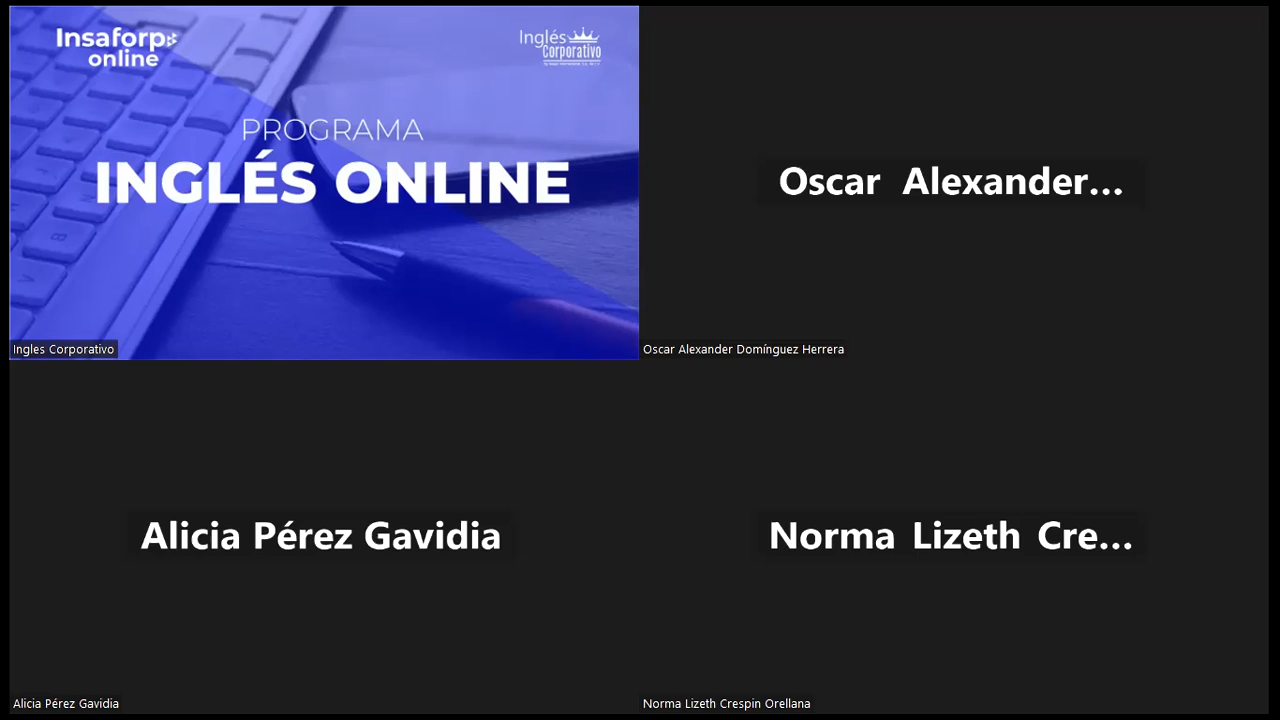 Insaforp
online
Inglés
Corporativo
PROGRAMA
INGLÉS ONLINE
Ingles Corporativo
Oscar Alexander...
Oscar Alexander Domínguez Herrera
Alicia Pérez Gavidia
Alicia Pérez Gavidia
Norma Lizeth Cre...
Norma Lizeth Crespin Orellana